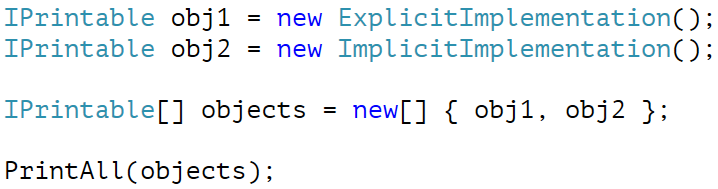 IPrintable obj1 = new ExplicitImplementation();
IPrintable obj2 = new ImplicitImplementation();
IPrintable[] objects = new[] { obj1, obj2 };
PrintAll(objects);